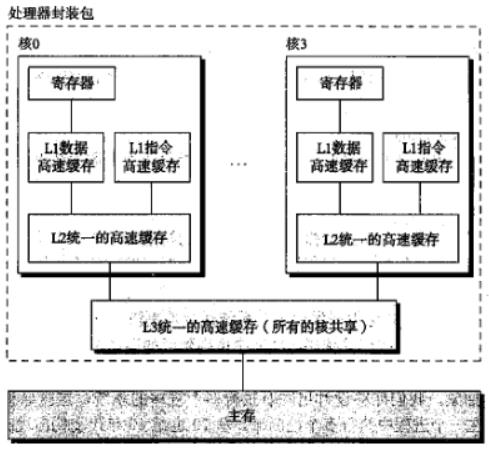 处理器封装包
核0
核3
寄存器
寄存器
L1数据
高速缓存
L1指令
高速缓存
...
L1数据
高速缓存
L1指令
高速缓存
L2统一的高速缓存
L2统一的高速缓存
L3统一的高速缓存（所有的核共享）
主存